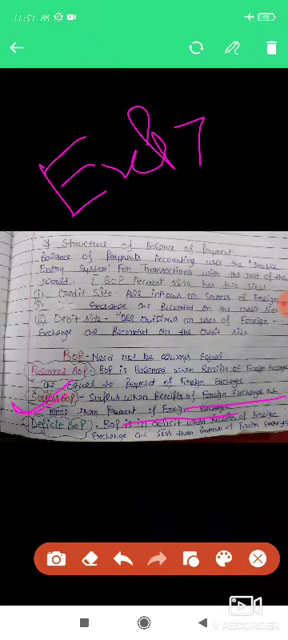 11:51 AM
* Structure of Balance of Payment
Balance of Payments Accounting uses the "Double
Entry System" For Transactions with the rest of the
World. BOP Account also has two sides
(i) Credit Side - All inflows on Sources of Foreign
Exchange are Recorded on the credit side
(ii) Debit Side - outflows on uses of Foreign
Exchange are Recorded on the
BOP - Need not be always Equal
Balanced BOP - BOP is Balanced when Receipts of Foreign Exchange
are Equal to Payment of Foreign Exchange
Surplus BOP - Surplus when Receipts of Foreign Exchange are
more than Payment of Foreign Exchange
Deficit BOP - BOP is in deficit when Receipts of Foreign
Exchange are less than of Foreign Exchange
V RECORDER